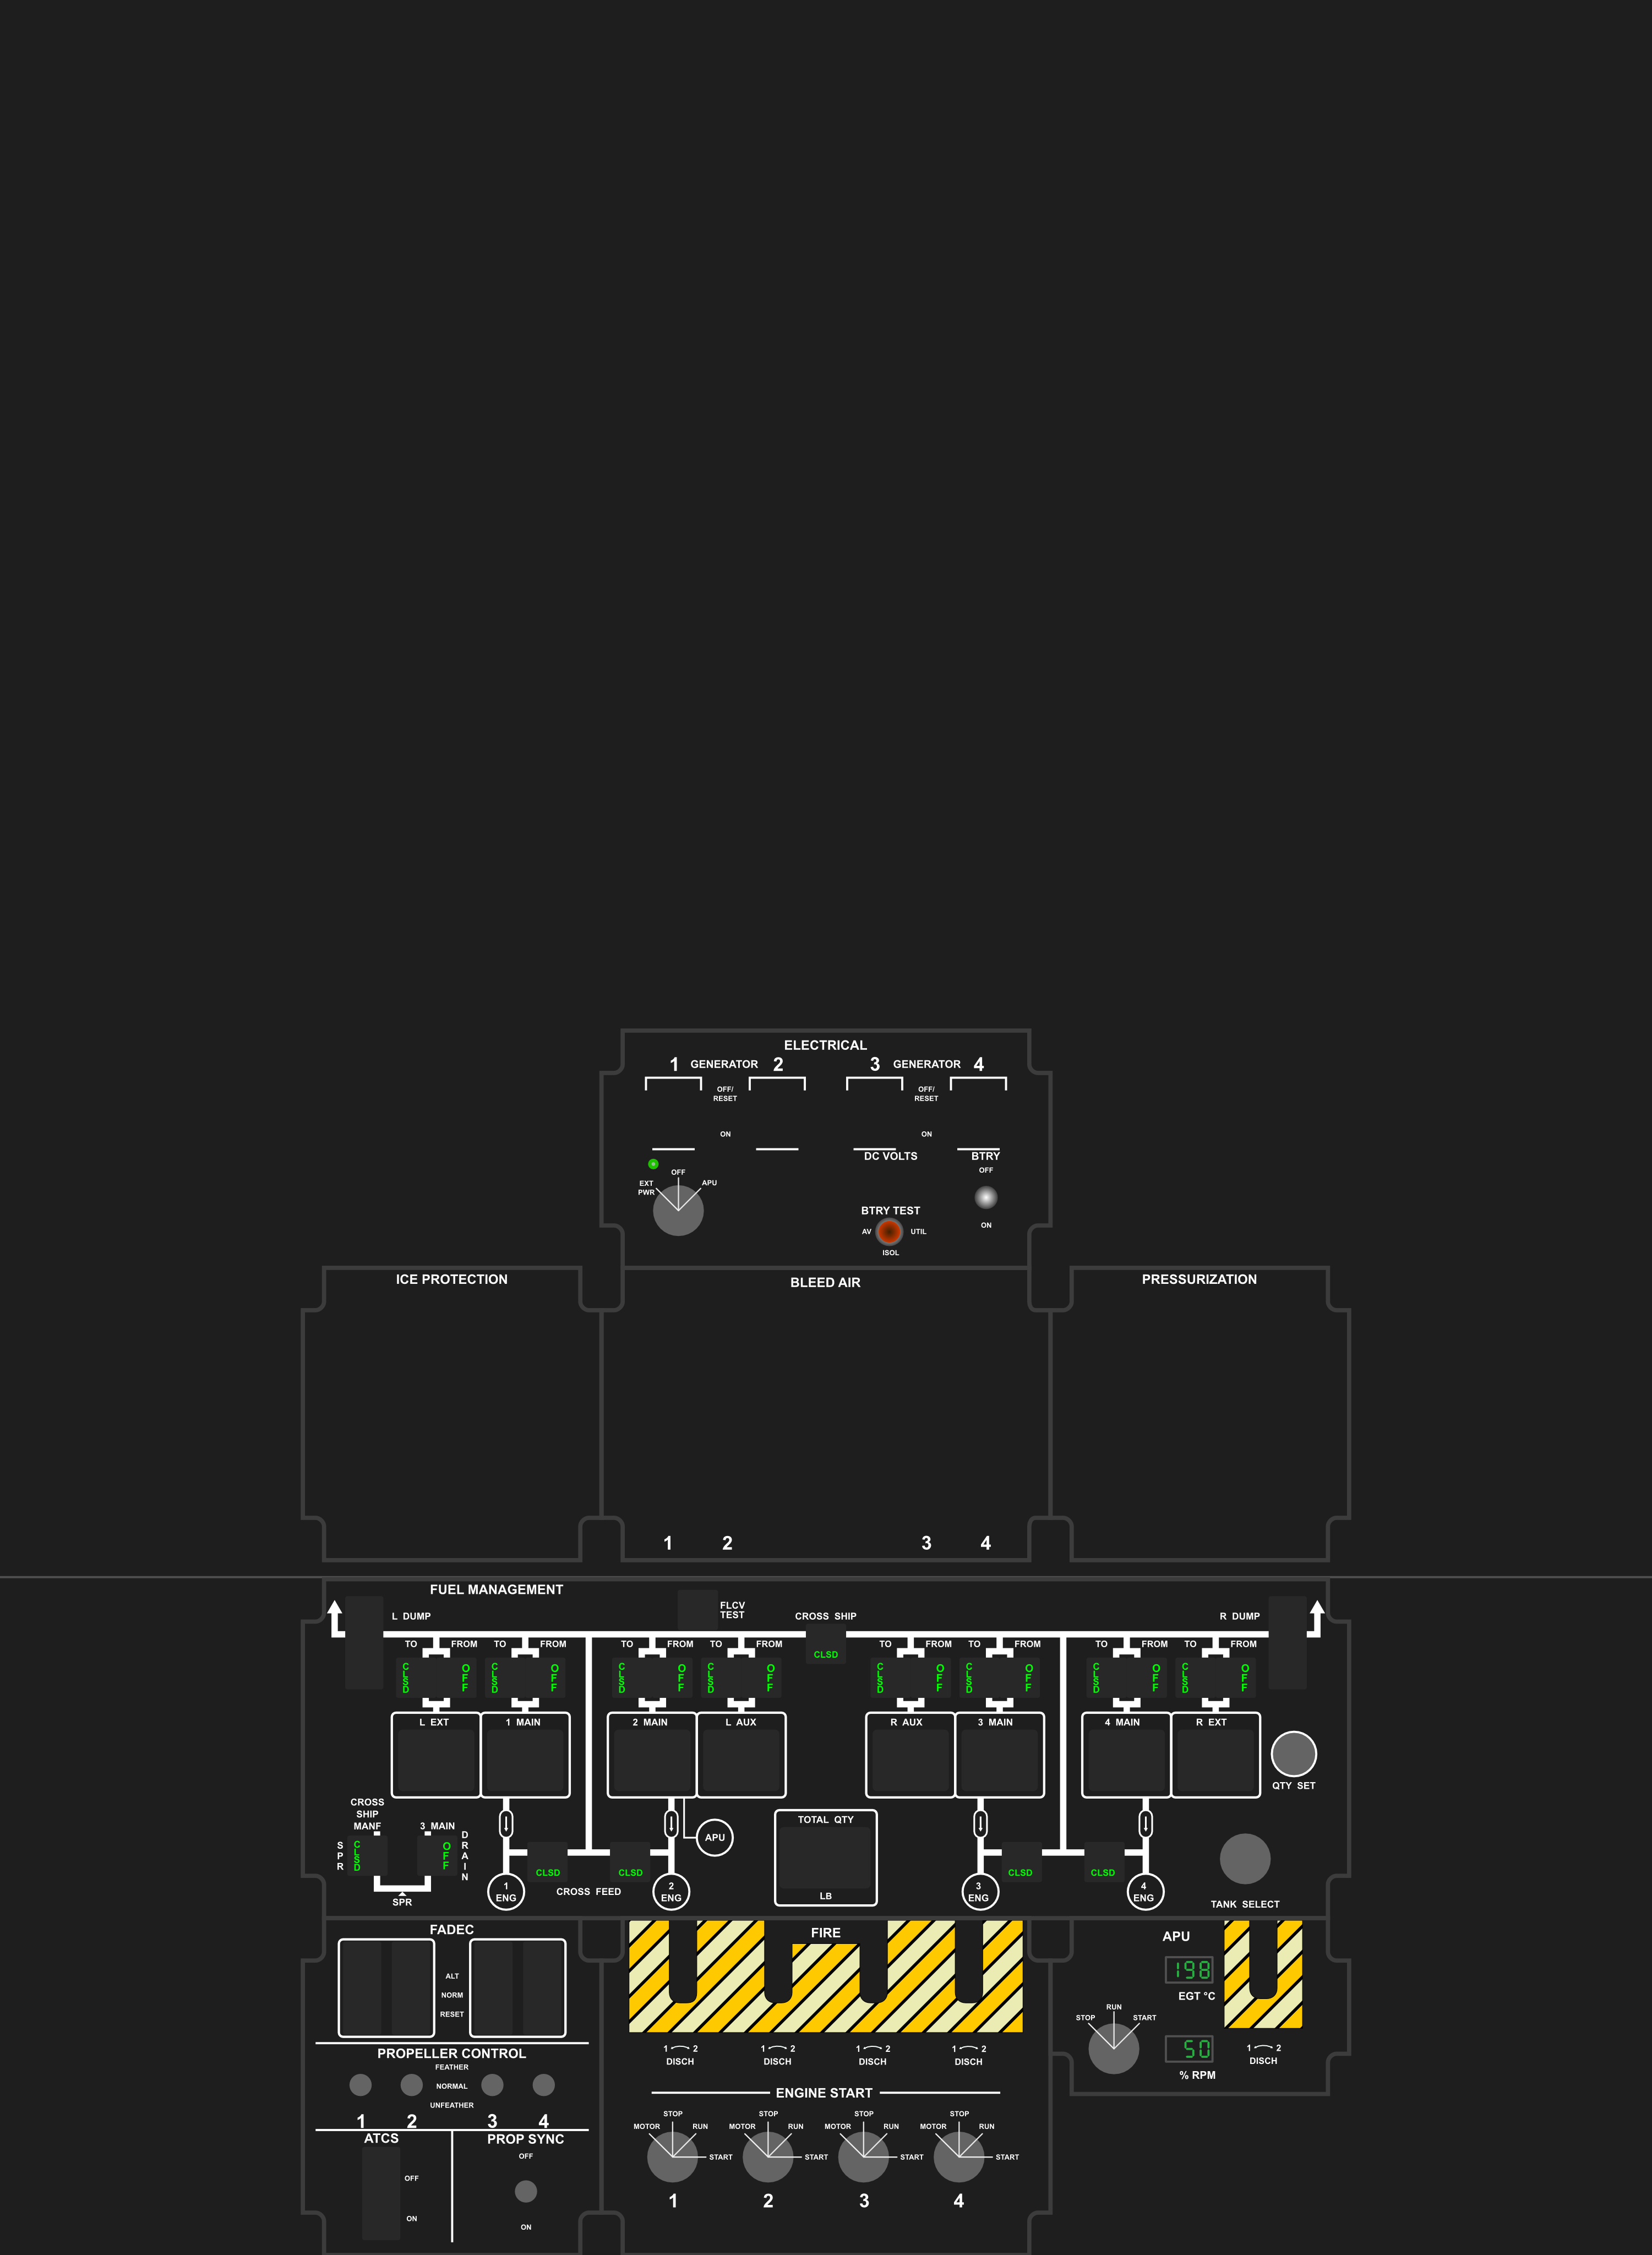 ELECTRICAL
1 GENERATOR 2 3 GENERATOR 4
OFF/ OFF/
RESET RESET
ON ON
DC VOLTS BTRY
OFF OFF
EXT APU
PWR
BTRY TEST
AV UTIL ON
ISOL
ICE PROTECTION BLEED AIR PRESSURIZATION
1 2 3 4
FUEL MANAGEMENT
L DUMP FLCV CROSS SHIP R DUMP
TEST
TO FROM TO FROM TO FROM TO FROM TO FROM TO FROM TO FROM TO FROM
CLSD
CLSD OFF CLSD OFF CLSD OFF CLSD OFF CLSD OFF CLSD OFF CLSD OFF CLSD OFF
L EXT 1 MAIN 2 MAIN L AUX R AUX 3 MAIN 4 MAIN R EXT
QTY SET
CROSS
SHIP
MANF 3 MAIN
TOTAL QTY
APU
SPR CLSD OFF DRAIN
CLSD CLSD CLSD CLSD
1 2 3 4
ENG CROSS FEED ENG LB ENG ENG
SPR TANK SELECT
FADEC FIRE APU
198
ALT
NORM EGT °C
RESET
RUN
STOP START
50
PROPELLER CONTROL
1 2 1 2 1 2 1 2 1 2
DISCH DISCH DISCH DISCH DISCH
FEATHER
% RPM
NORMAL
ENGINE START
UNFEATHER
1 2 3 4
STOP STOP STOP STOP
MOTOR RUN MOTOR RUN MOTOR RUN MOTOR RUN
ATCS PROP SYNC
OFF START START START START
OFF
1 2 3 4
ON
ON